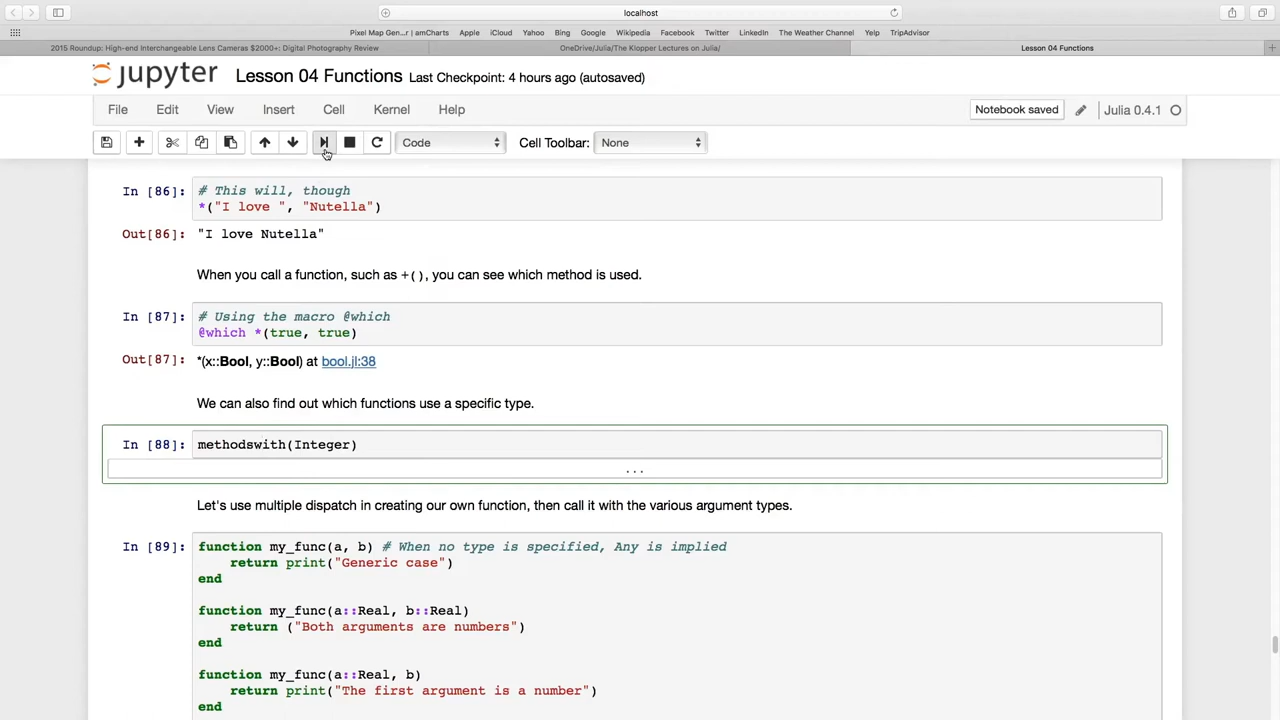 localhost
Pixel Map Gen...r | amCharts Apple iCloud Yahoo Bing Google Wikipedia Facebook Twitter LinkedIn The Weather Channel Yelp TripAdvisor
2015 Roundup: High-end Interchangeable Lens Cameras $2000+: Digital Photography Review OneDrive/Julia/The Klopper Lectures on Julia/ Lesson 04 Functions
jupyter Lesson 04 Functions Last Checkpoint: 4 hours ago (autosaved)
File Edit View Insert Cell Kernel Help Notebook saved Julia 0.4.1
Code Cell Toolbar: None
In [86]: # This will, though
*("I love ", "Nutella")
Out[86]: "I love Nutella"
When you call a function, such as +(), you can see which method is used.
In [87]: # Using the macro @which
@which *(true, true)
Out[87]: *(x::Bool, y::Bool) at bool.jl:38
We can also find out which functions use a specific type.
In [88]: methodswith(Integer)
...
Let's use multiple dispatch in creating our own function, then call it with the various argument types.
In [89]: function my_func(a, b) # When no type is specified, Any is implied
return print("Generic case")
end
function my_func(a::Real, b::Real)
return ("Both arguments are numbers")
end
function my_func(a::Real, b)
return print("The first argument is a number")
end